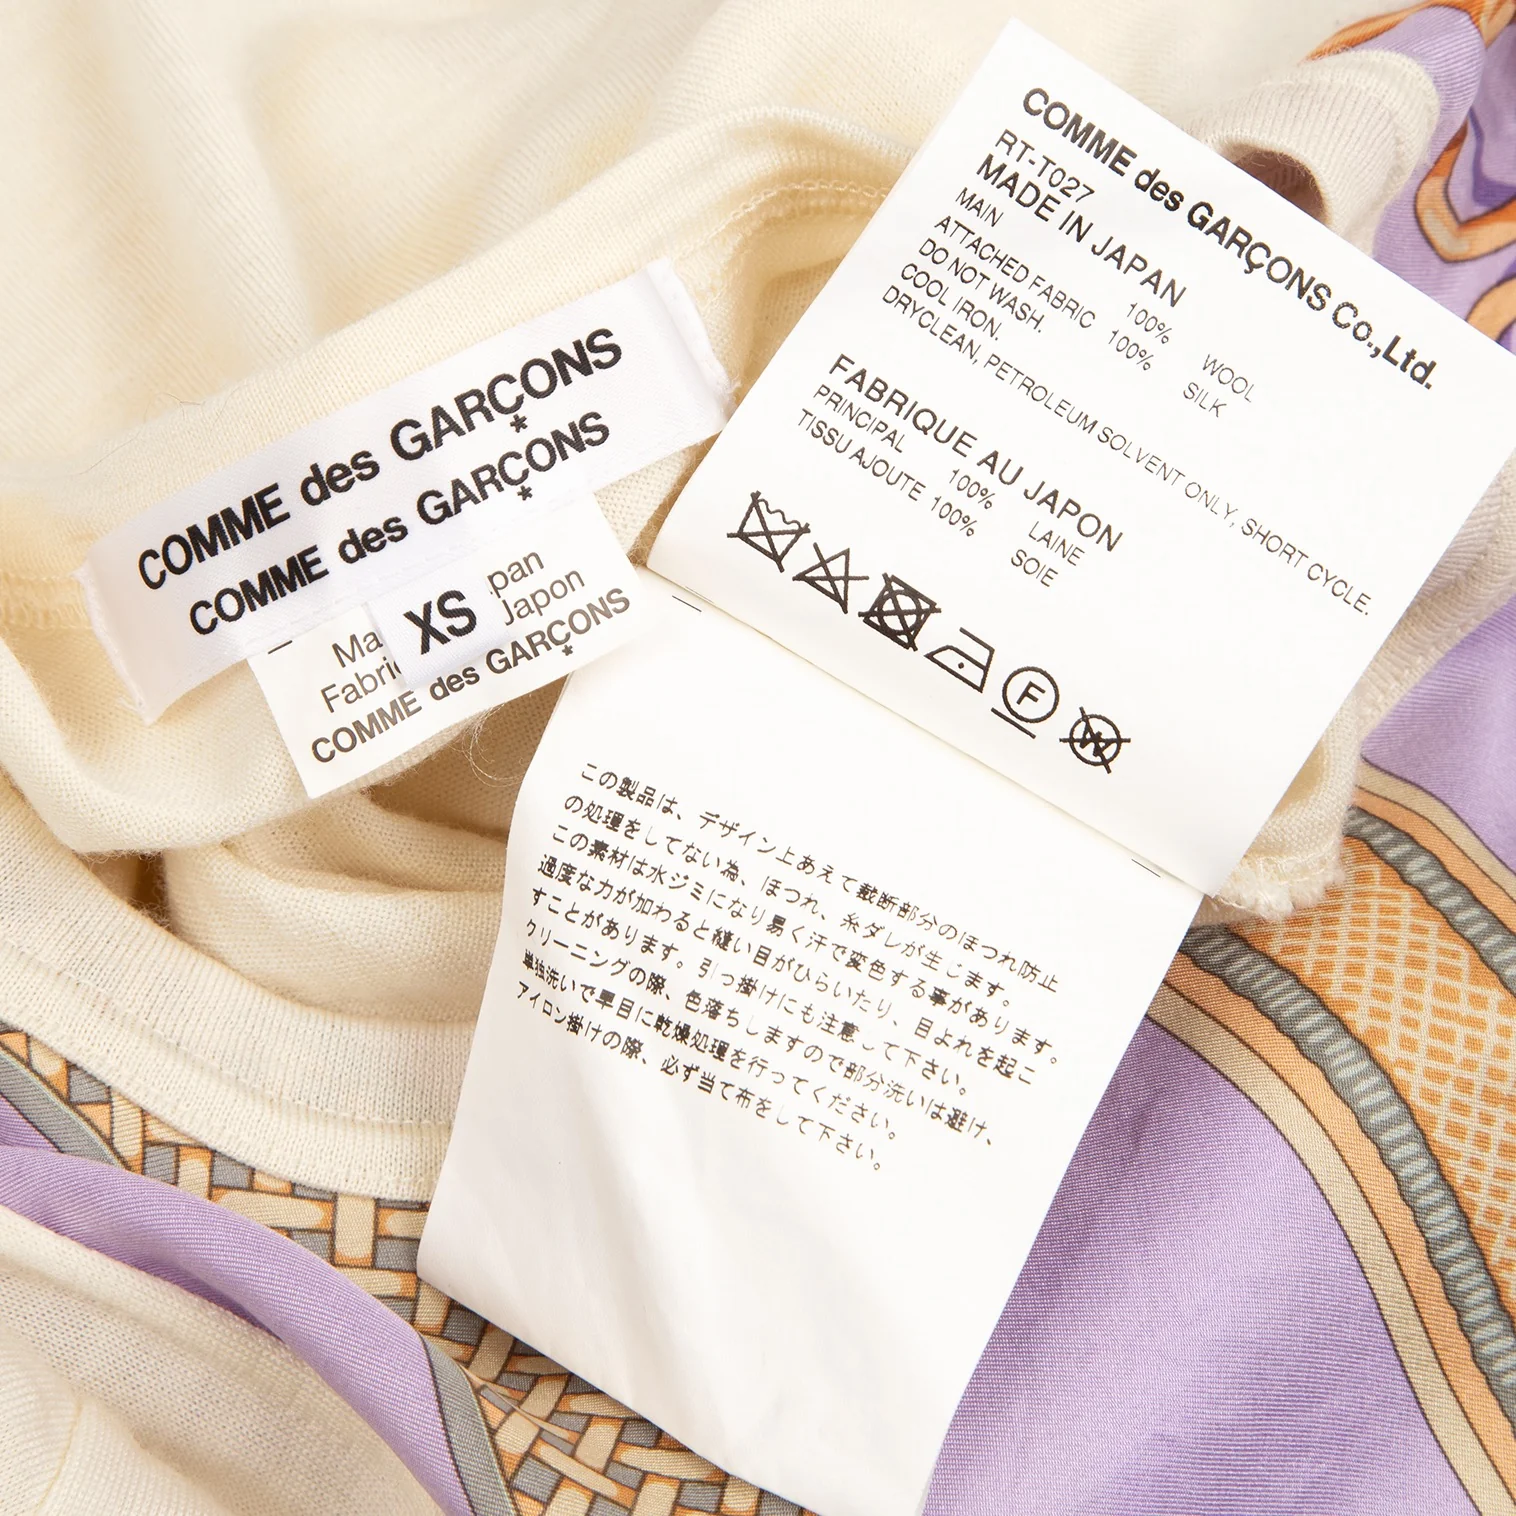 COMME des GARÇONS
*
COMME des GARÇONS
*
XS
Ma pan
Fabri Japon
COMME des GARÇONS
*
COMME des GARÇONS Co.,Ltd.
RT-T027
MADE IN JAPAN
MAIN 100% WOOL
ATTACHED FABRIC 100% SILK
DO NOT WASH.
COOL IRON.
DRYCLEAN, PETROLEUM SOLVENT ONLY, SHORT CYCLE.
FABRIQUE AU JAPON
PRINCIPAL 100% LAINE
TISSU AJOUTE 100% SOIE
F
W
この製品は、デザイン上あえて裁断部分のほつれ防止
の処理をしてない為、ほつれ、糸ダレが生じます。
この素材は水ジミになり易く汗で変色する事があります。
過度な力が加わると縫い目がひらいたり、目よれを起こ
すことがあります。引っ掛けにも注意して下さい。
クリーニングの際、色落ちしますので部分洗いは避け、
単独洗いで早目に乾燥処理を行ってください。
アイロン掛けの際、必ず当て布をして下さい。